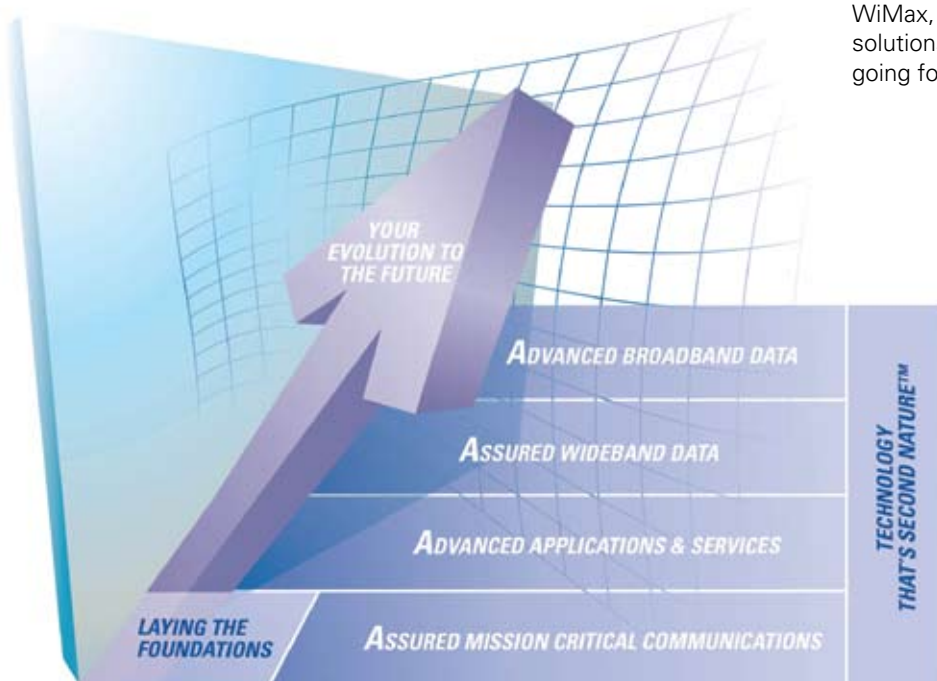 WiMax,
solution
going fo
YOUR
EVOLUTION TO
THE FUTURE
ADVANCED BROADBAND DATA
ASSURED WIDEBAND DATA
ADVANCED APPLICATIONS & SERVICES
LAYING THE
FOUNDATIONS
ASSURED MISSION CRITICAL COMMUNICATIONS
TECHNOLOGY
THAT'S SECOND NATURE™